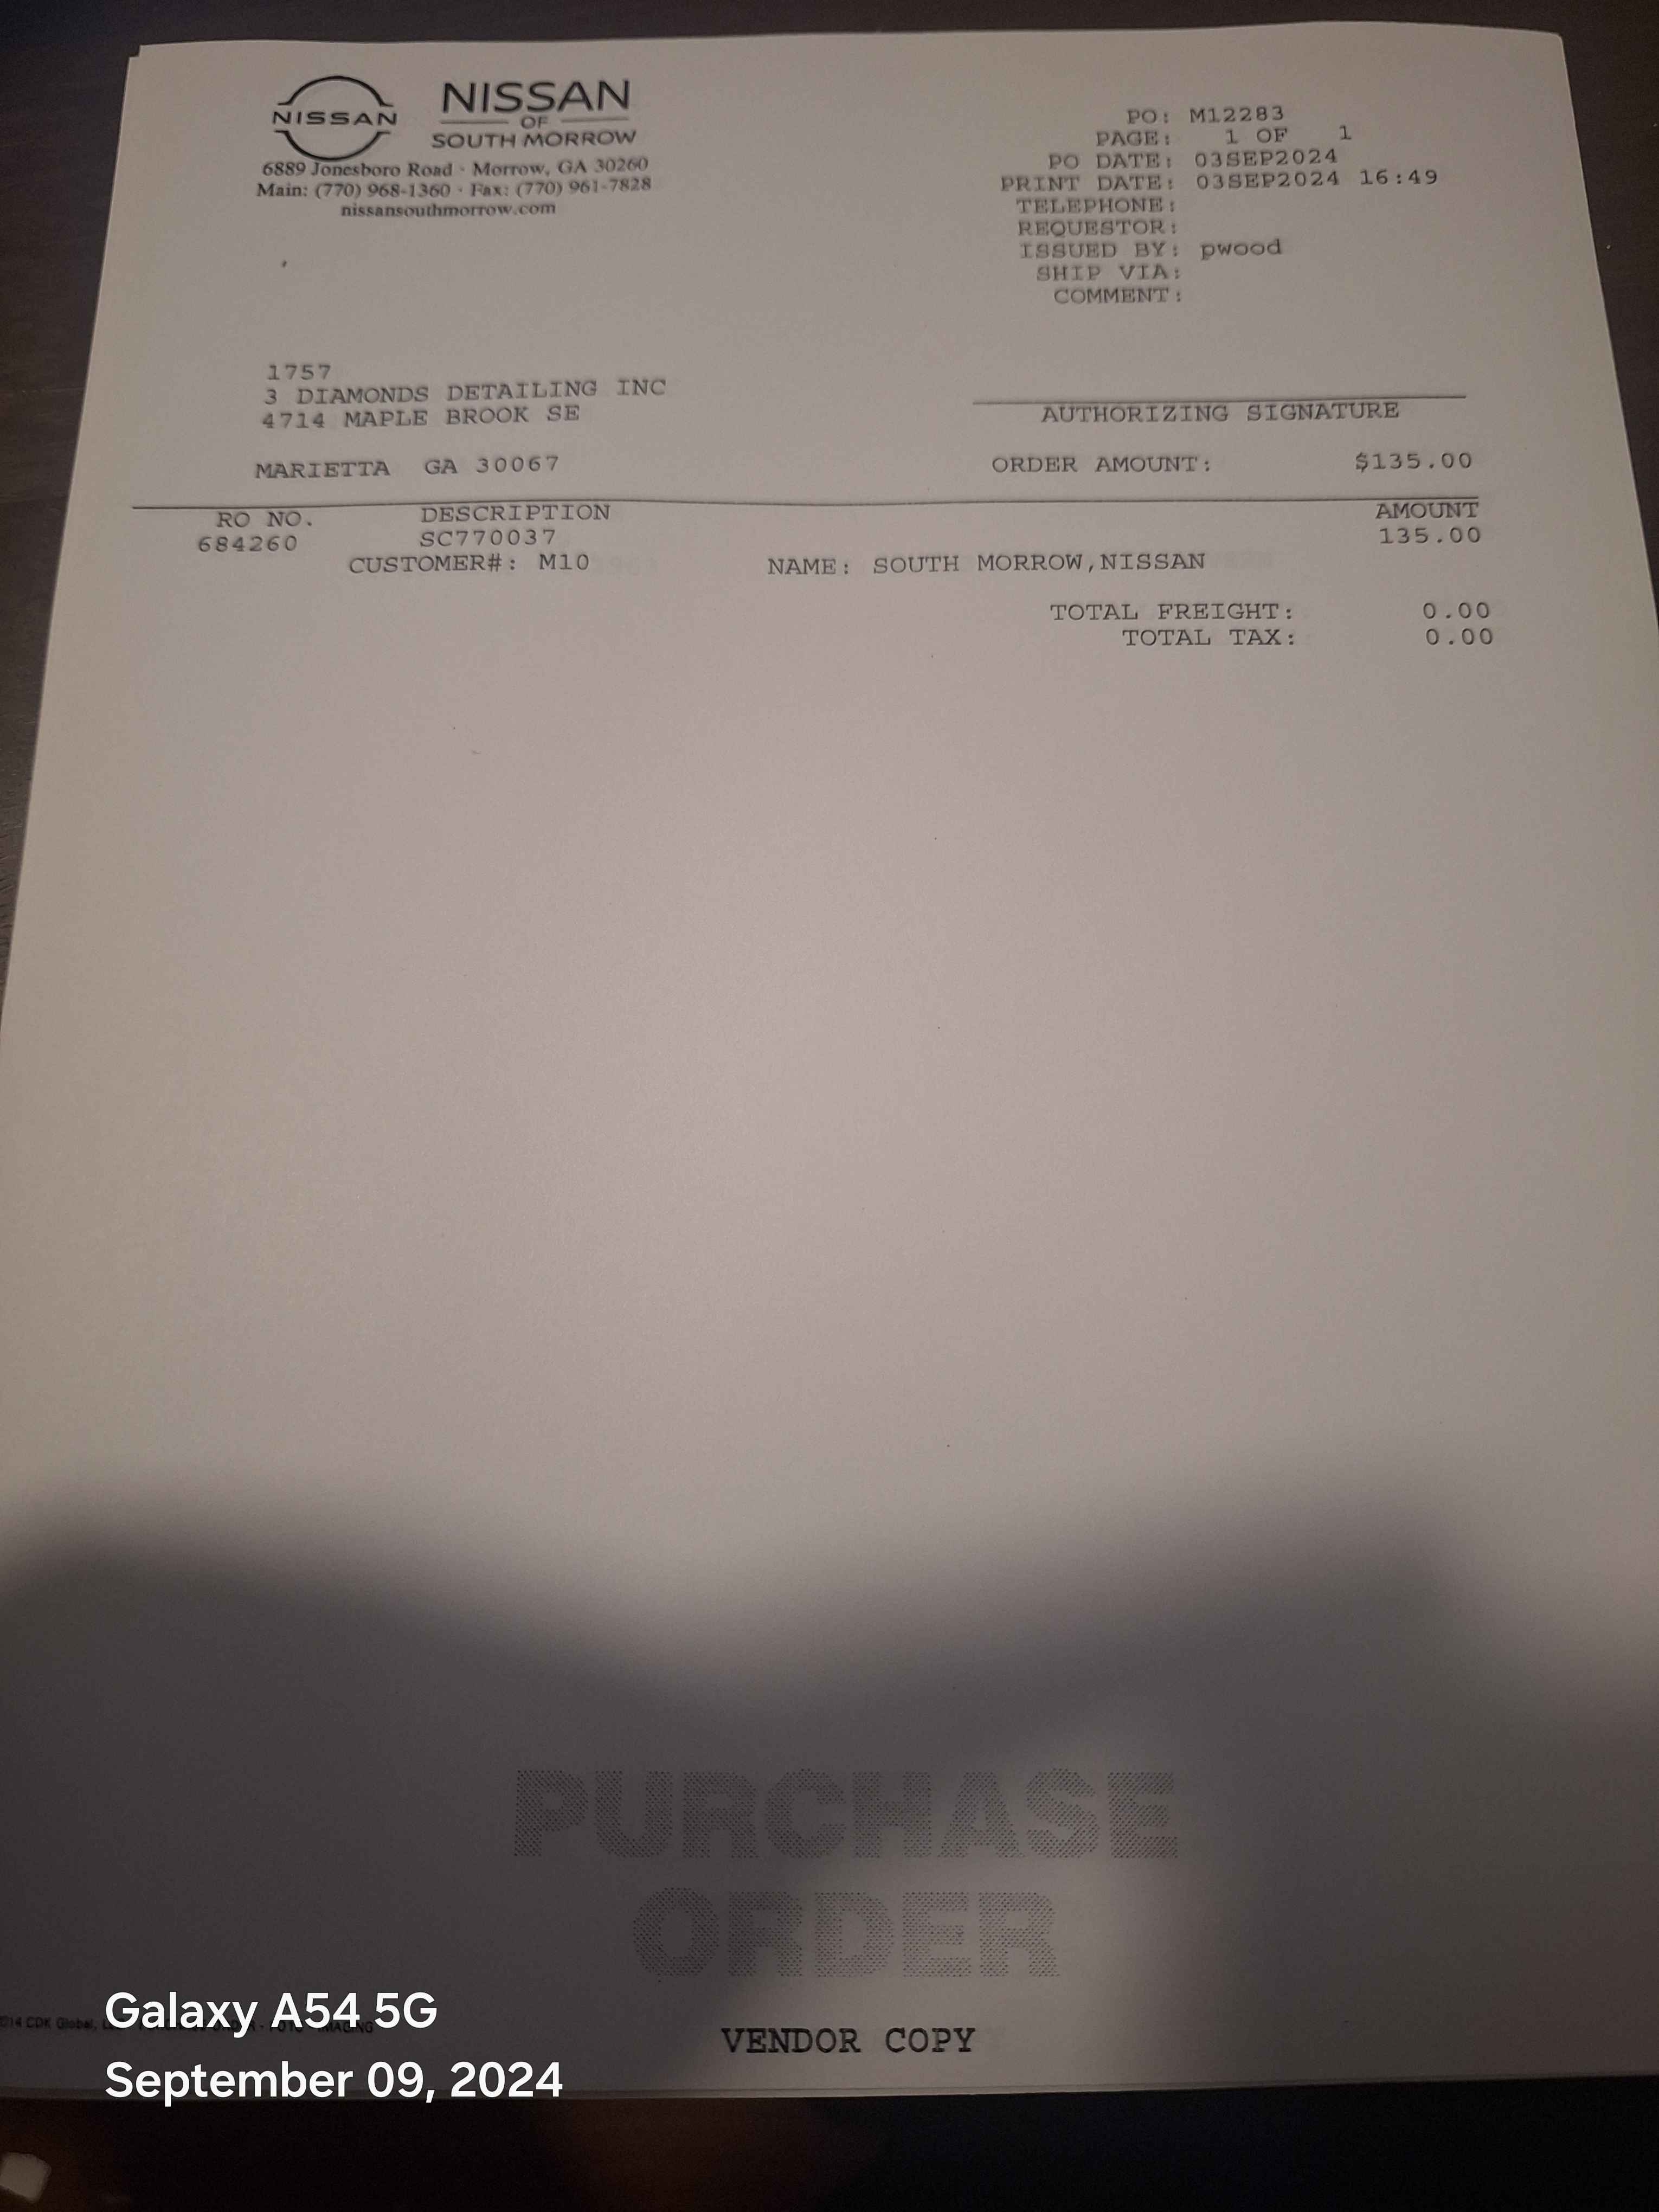 NISSAN
NISSAN
OF
SOUTH MORROW
6889 Jonesboro Road · Morrow, GA 30260
Main: (770) 968-1360 · Fax: (770) 961-7828
nissansouthmorrow.com
PO: M12283
PAGE: 1 OF 1
PO DATE: 03SEP2024
PRINT DATE: 03SEP2024 16:49
TELEPHONE:
REQUESTOR:
ISSUED BY: pwood
SHIP VIA:
COMMENT:
1757
3 DIAMONDS DETAILING INC
4714 MAPLE BROOK SE
MARIETTA GA 30067
AUTHORIZING SIGNATURE
ORDER AMOUNT: $135.00
RO NO. DESCRIPTION AMOUNT
684260 SC770037 135.00
CUSTOMER#: M10 NAME: SOUTH MORROW,NISSAN
TOTAL FREIGHT: 0.00
TOTAL TAX: 0.00
PURCHASE
ORDER
CDK Global,
VENDOR COPY
Galaxy A54 5G
September 09, 2024